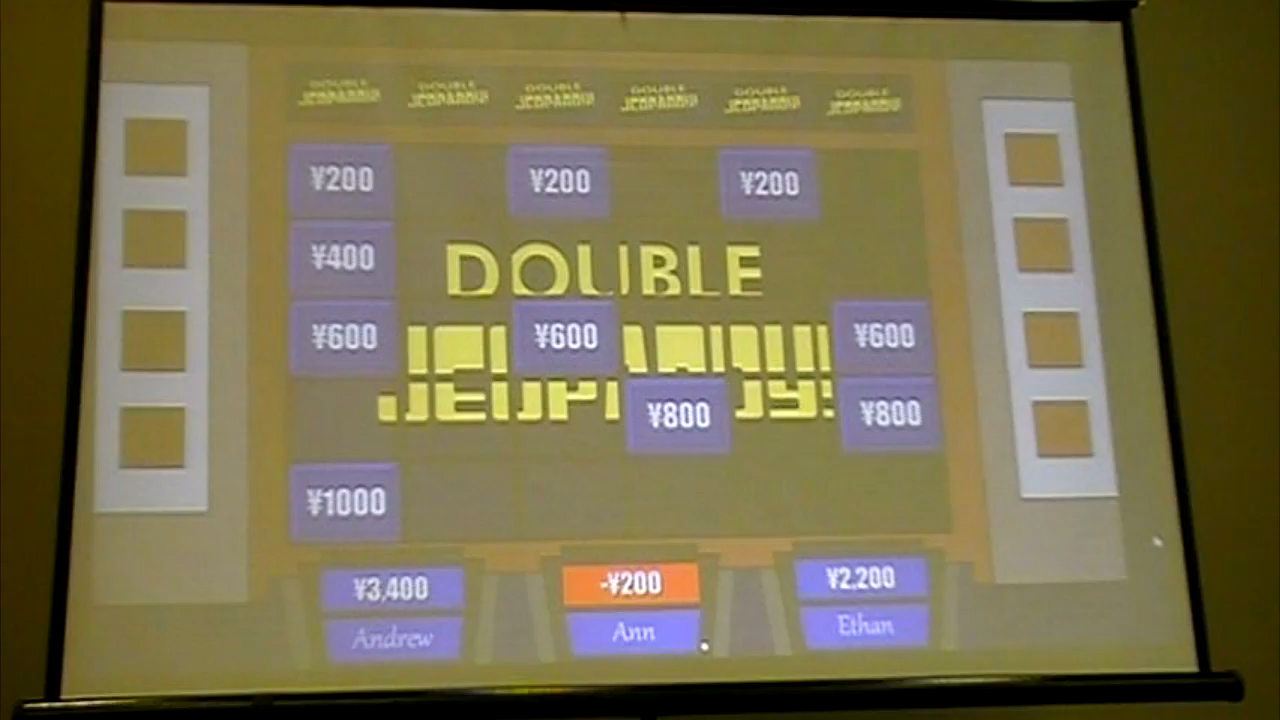 DOUBLE DOUBLE DOUBLE DOUBLE DOUBLE DOUBLE
JEOPARDY! JEOPARDY! JEOPARDY! JEOPARDY! JEOPARDY! JEOPARDY!
¥200 ¥200 ¥200
¥400
DOUBLE
¥600 ¥600 ¥600
JEOPARDY!
¥800 ¥800
¥1000
¥3,400 -¥200 ¥2,200
Andrew Ann Ethan